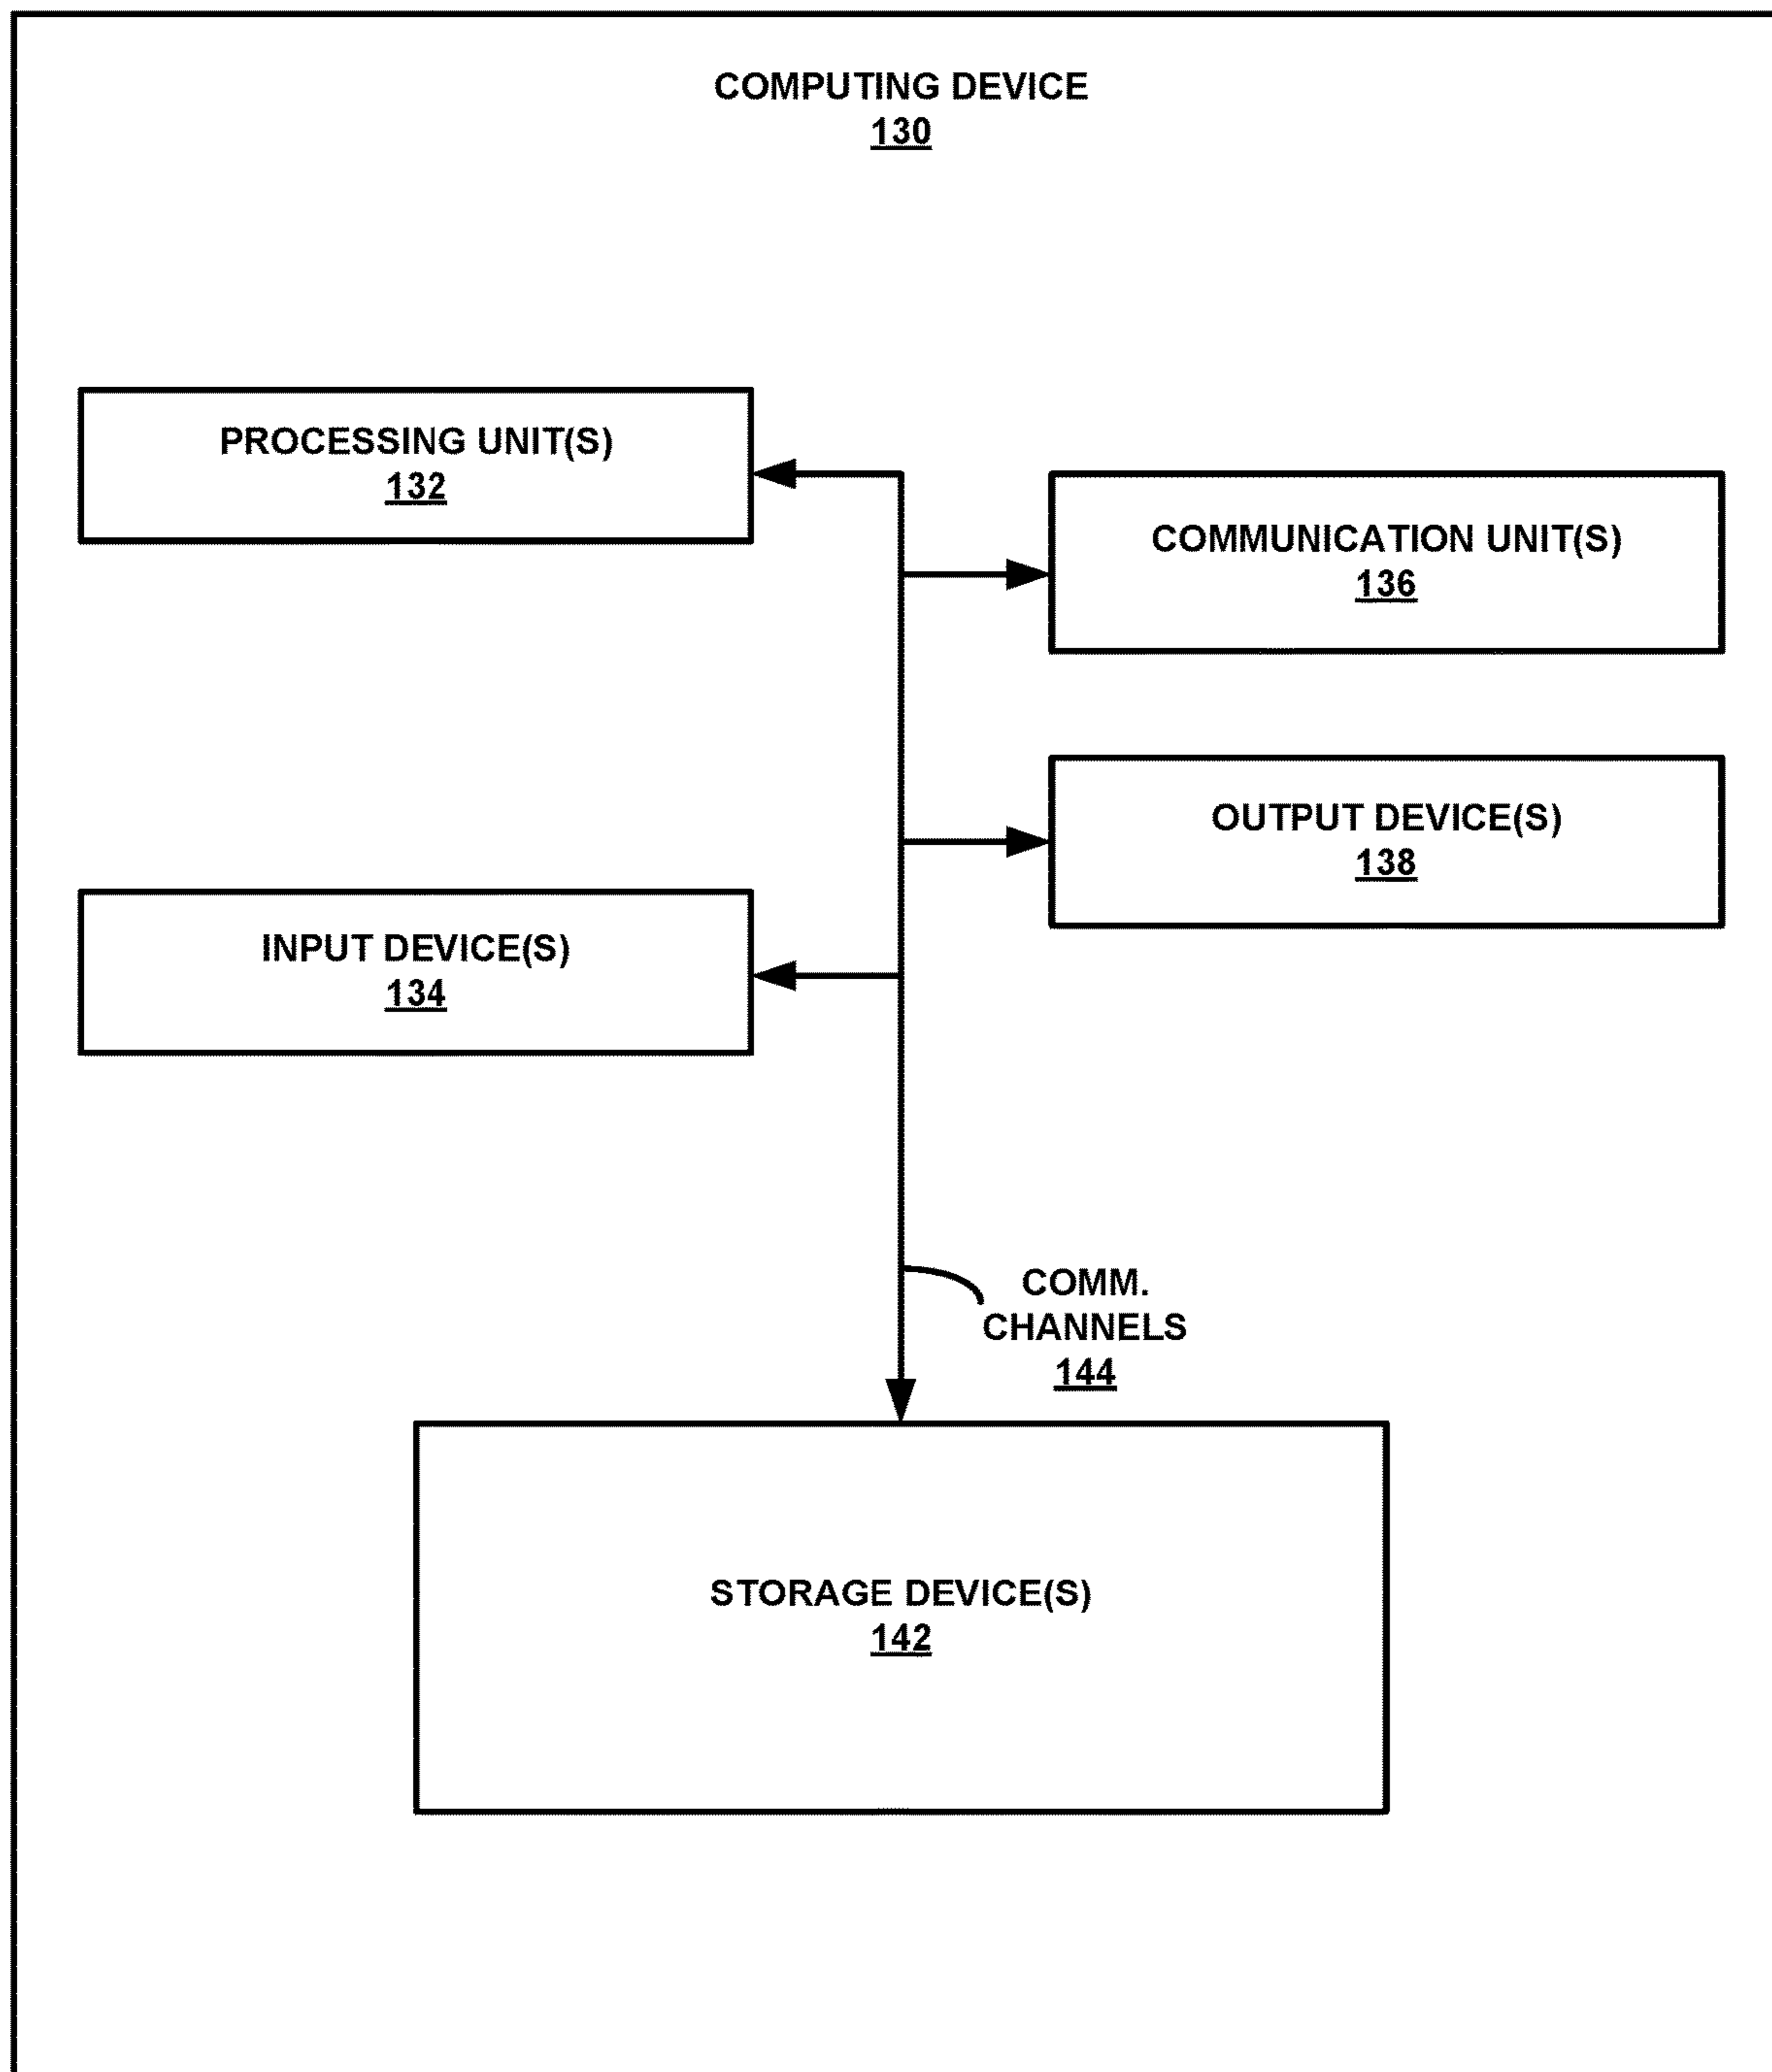 COMPUTING DEVICE
130
PROCESSING UNIT(S)
132
COMMUNICATION UNIT(S)
136
OUTPUT DEVICE(S)
138
INPUT DEVICE(S)
134
COMM.
CHANNELS
144
STORAGE DEVICE(S)
142